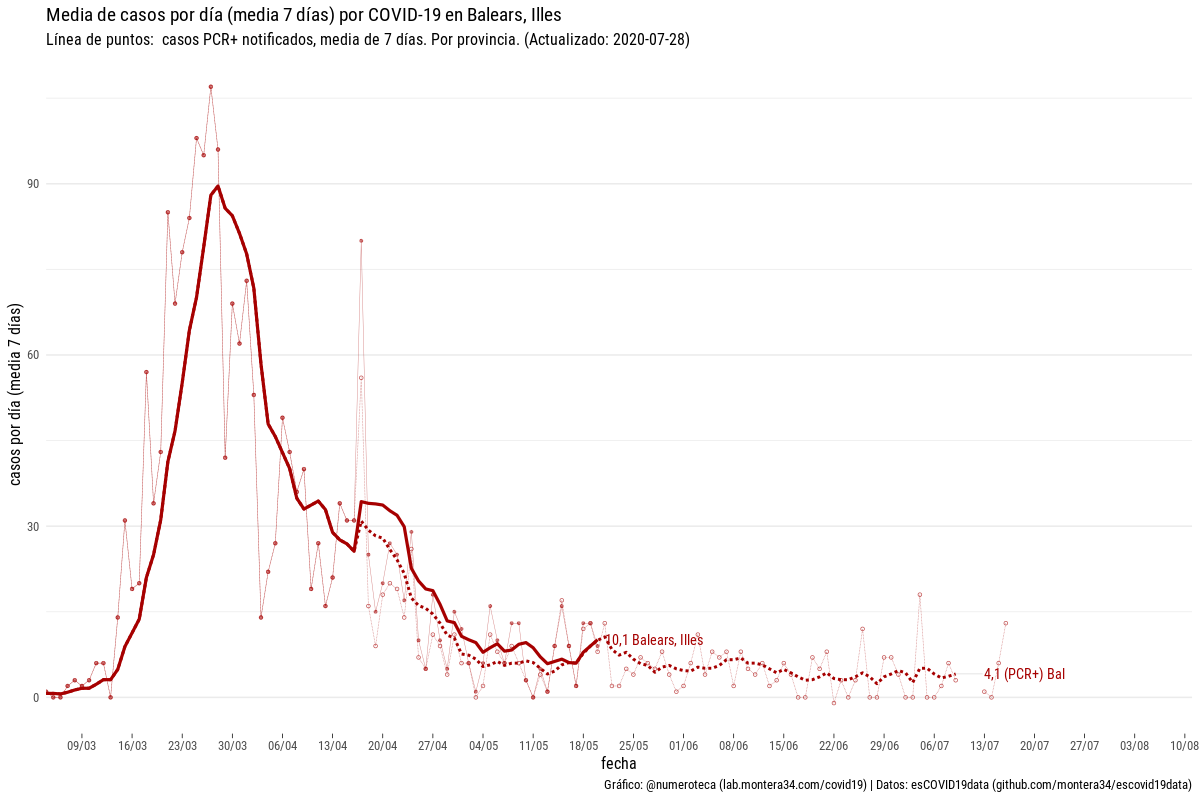 Media de casos por día (media 7 días) por COVID-19 en Balears, Illes
Línea de puntos:  casos PCR+ notificados, media de 7 días. Por provincia. (Actualizado: 2020-07-28)
casos por día (media 7 días)
90
60
30
0
10,1 Balears, Illes
4,1 (PCR+) Bal
09/03 16/03 23/03 30/03 06/04 13/04 20/04 27/04 04/05 11/05 18/05 25/05 01/06 08/06 15/06 22/06 29/06 06/07 13/07 20/07 27/07 03/08 10/08
fecha
Gráfico: @numeroteca (lab.montera34.com/covid19) | Datos: esCOVID19data (github.com/montera34/escovid19data)